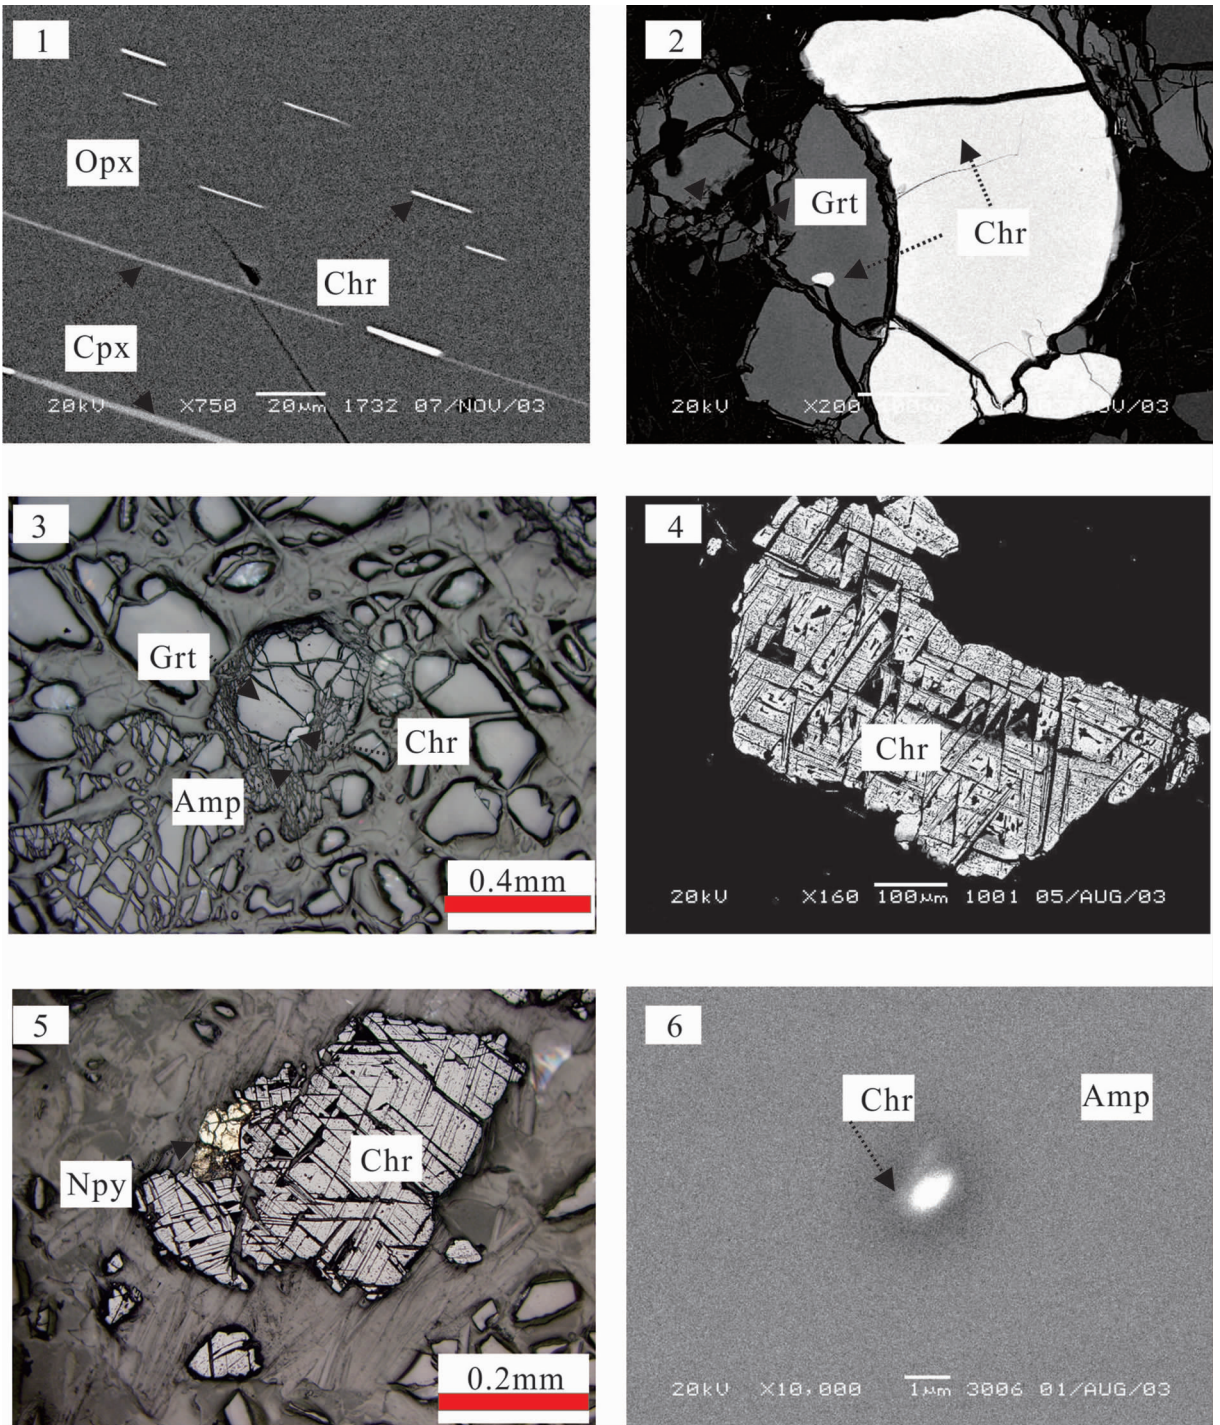 1
Opx
Chr
Cpx
20kV X750 20µm 1732 07/NOV/03
2
Grt
Chr
20kV X200 100µm /03
3
Grt
Chr
Amp
0.4mm
4
Chr
20kV X160 100µm 1001 05/AUG/03
5
Chr
Npy
0.2mm
6
Chr
Amp
20kV X10,000 1µm 3006 01/AUG/03